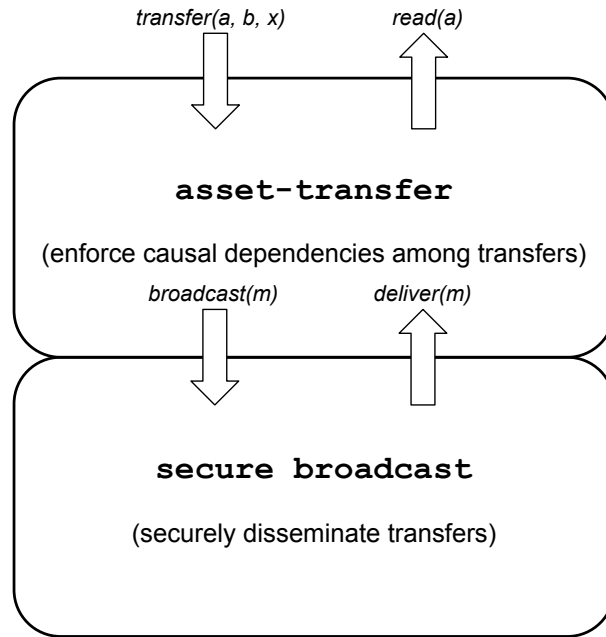 transfer(a, b, x) read(a)
asset-transfer
(enforce causal dependencies among transfers)
broadcast(m) deliver(m)
secure broadcast
(securely disseminate transfers)